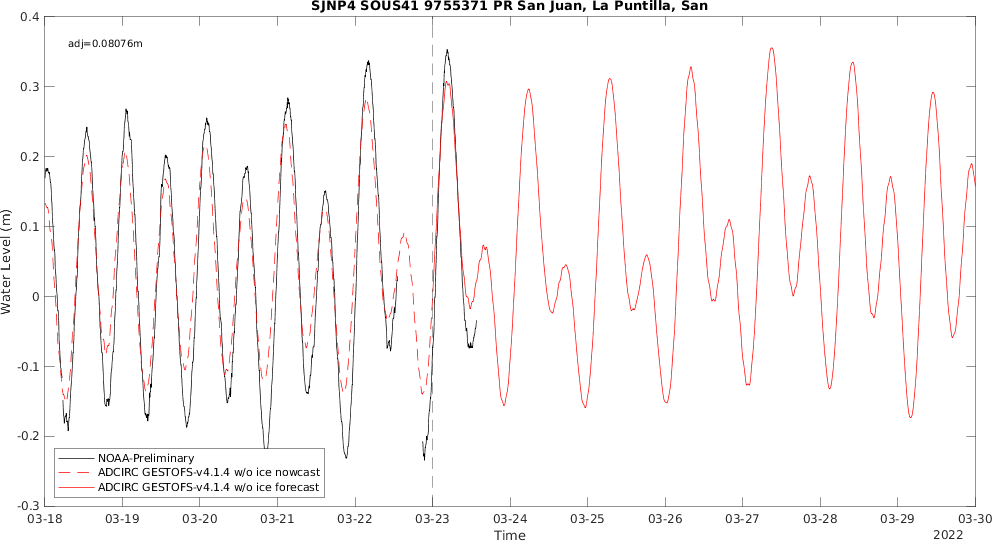 SJNP4 SOUS41 9755371 PR San Juan, La Puntilla, San
adj=0.08076m
Water Level (m)
0.4
0.3
0.2
0.1
0
-0.1
-0.2
-0.3
NOAA-Preliminary
ADCIRC GESTOFS-v4.1.4 w/o ice nowcast
ADCIRC GESTOFS-v4.1.4 w/o ice forecast
03-18 03-19 03-20 03-21 03-22 03-23 03-24 03-25 03-26 03-27 03-28 03-29 03-30
Time
2022